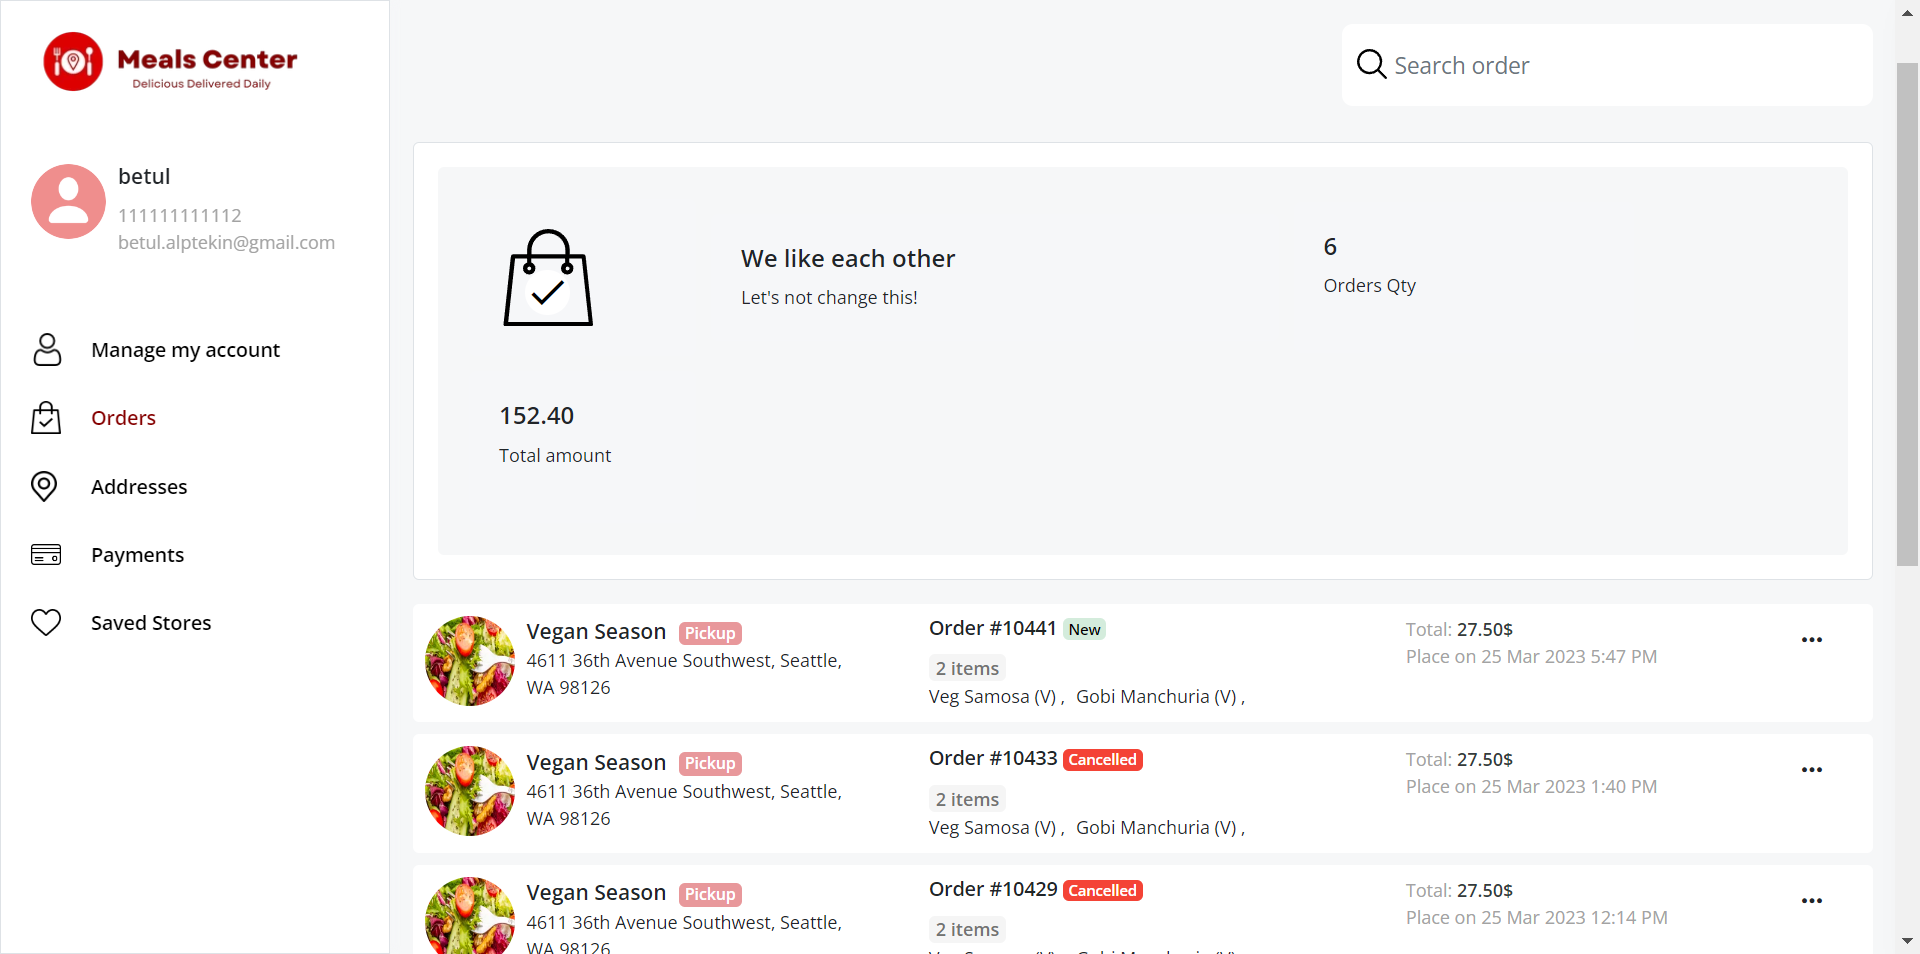 Meals Center
Delicious Delivered Daily
betul
111111111112
betul.alptekin@gmail.com
Manage my account
Orders
Addresses
Payments
Saved Stores
Search order
We like each other
Let's not change this!
6
Orders Qty
152.40
Total amount
Vegan Season Pickup
4611 36th Avenue Southwest, Seattle,
WA 98126
Order #10441 New
2 items
Veg Samosa (V) , Gobi Manchuria (V) ,
Total: 27.50$
Place on 25 Mar 2023 5:47 PM
Vegan Season Pickup
4611 36th Avenue Southwest, Seattle,
WA 98126
Order #10433 Cancelled
2 items
Veg Samosa (V) , Gobi Manchuria (V) ,
Total: 27.50$
Place on 25 Mar 2023 1:40 PM
Vegan Season Pickup
4611 36th Avenue Southwest, Seattle,
WA 98126
Order #10429 Cancelled
2 items
Total: 27.50$
Place on 25 Mar 2023 12:14 PM